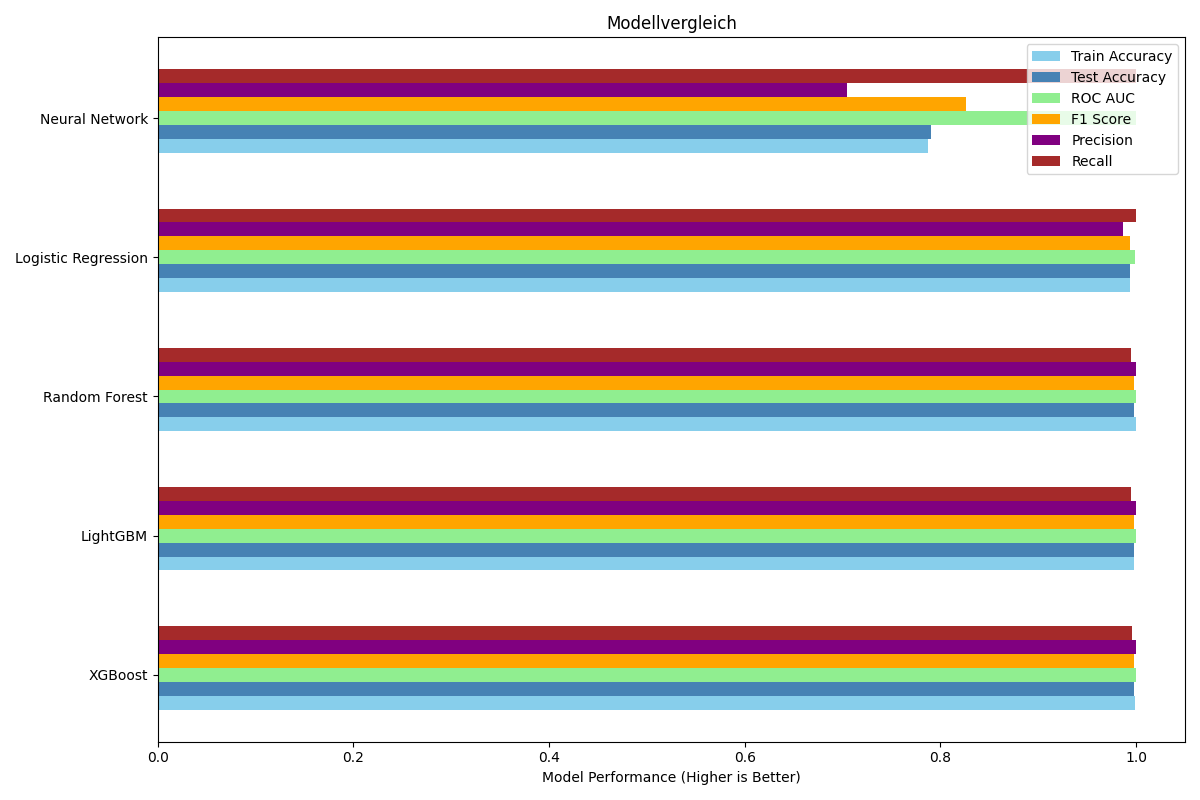 Modellvergleich
Train Accuracy
Test Accuracy
ROC AUC
F1 Score
Precision
Recall
Neural Network
Logistic Regression
Random Forest
LightGBM
XGBoost
0.0 0.2 0.4 0.6 0.8 1.0
Model Performance (Higher is Better)